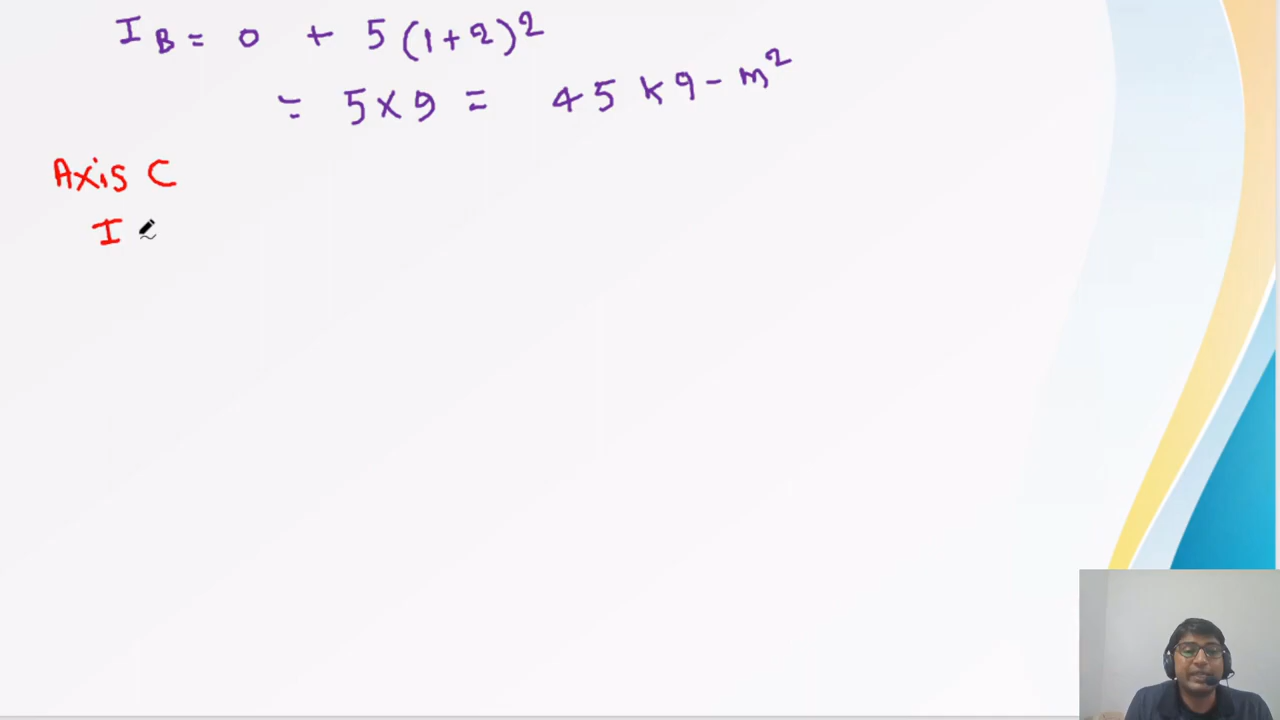 I B = 0 + 5(1+2)²
= 5×9 = 45 kg-m²
Axis C
I